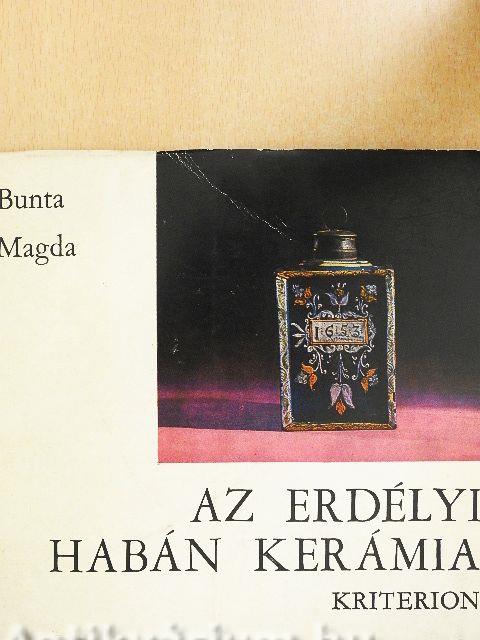 Bunta
Magda
1653
AZ ERDÉLYI
HABÁN KERÁMIA
KRITERION